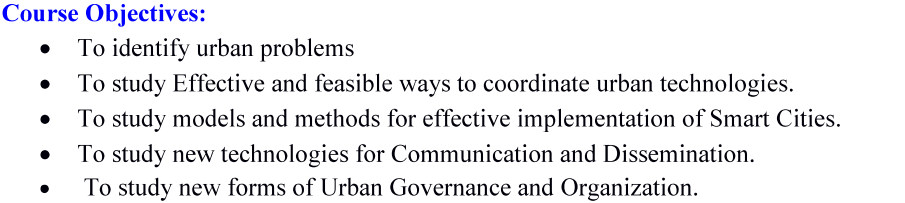 Course Objectives:
• To identify urban problems
• To study Effective and feasible ways to coordinate urban technologies.
• To study models and methods for effective implementation of Smart Cities.
• To study new technologies for Communication and Dissemination.
• To study new forms of Urban Governance and Organization.